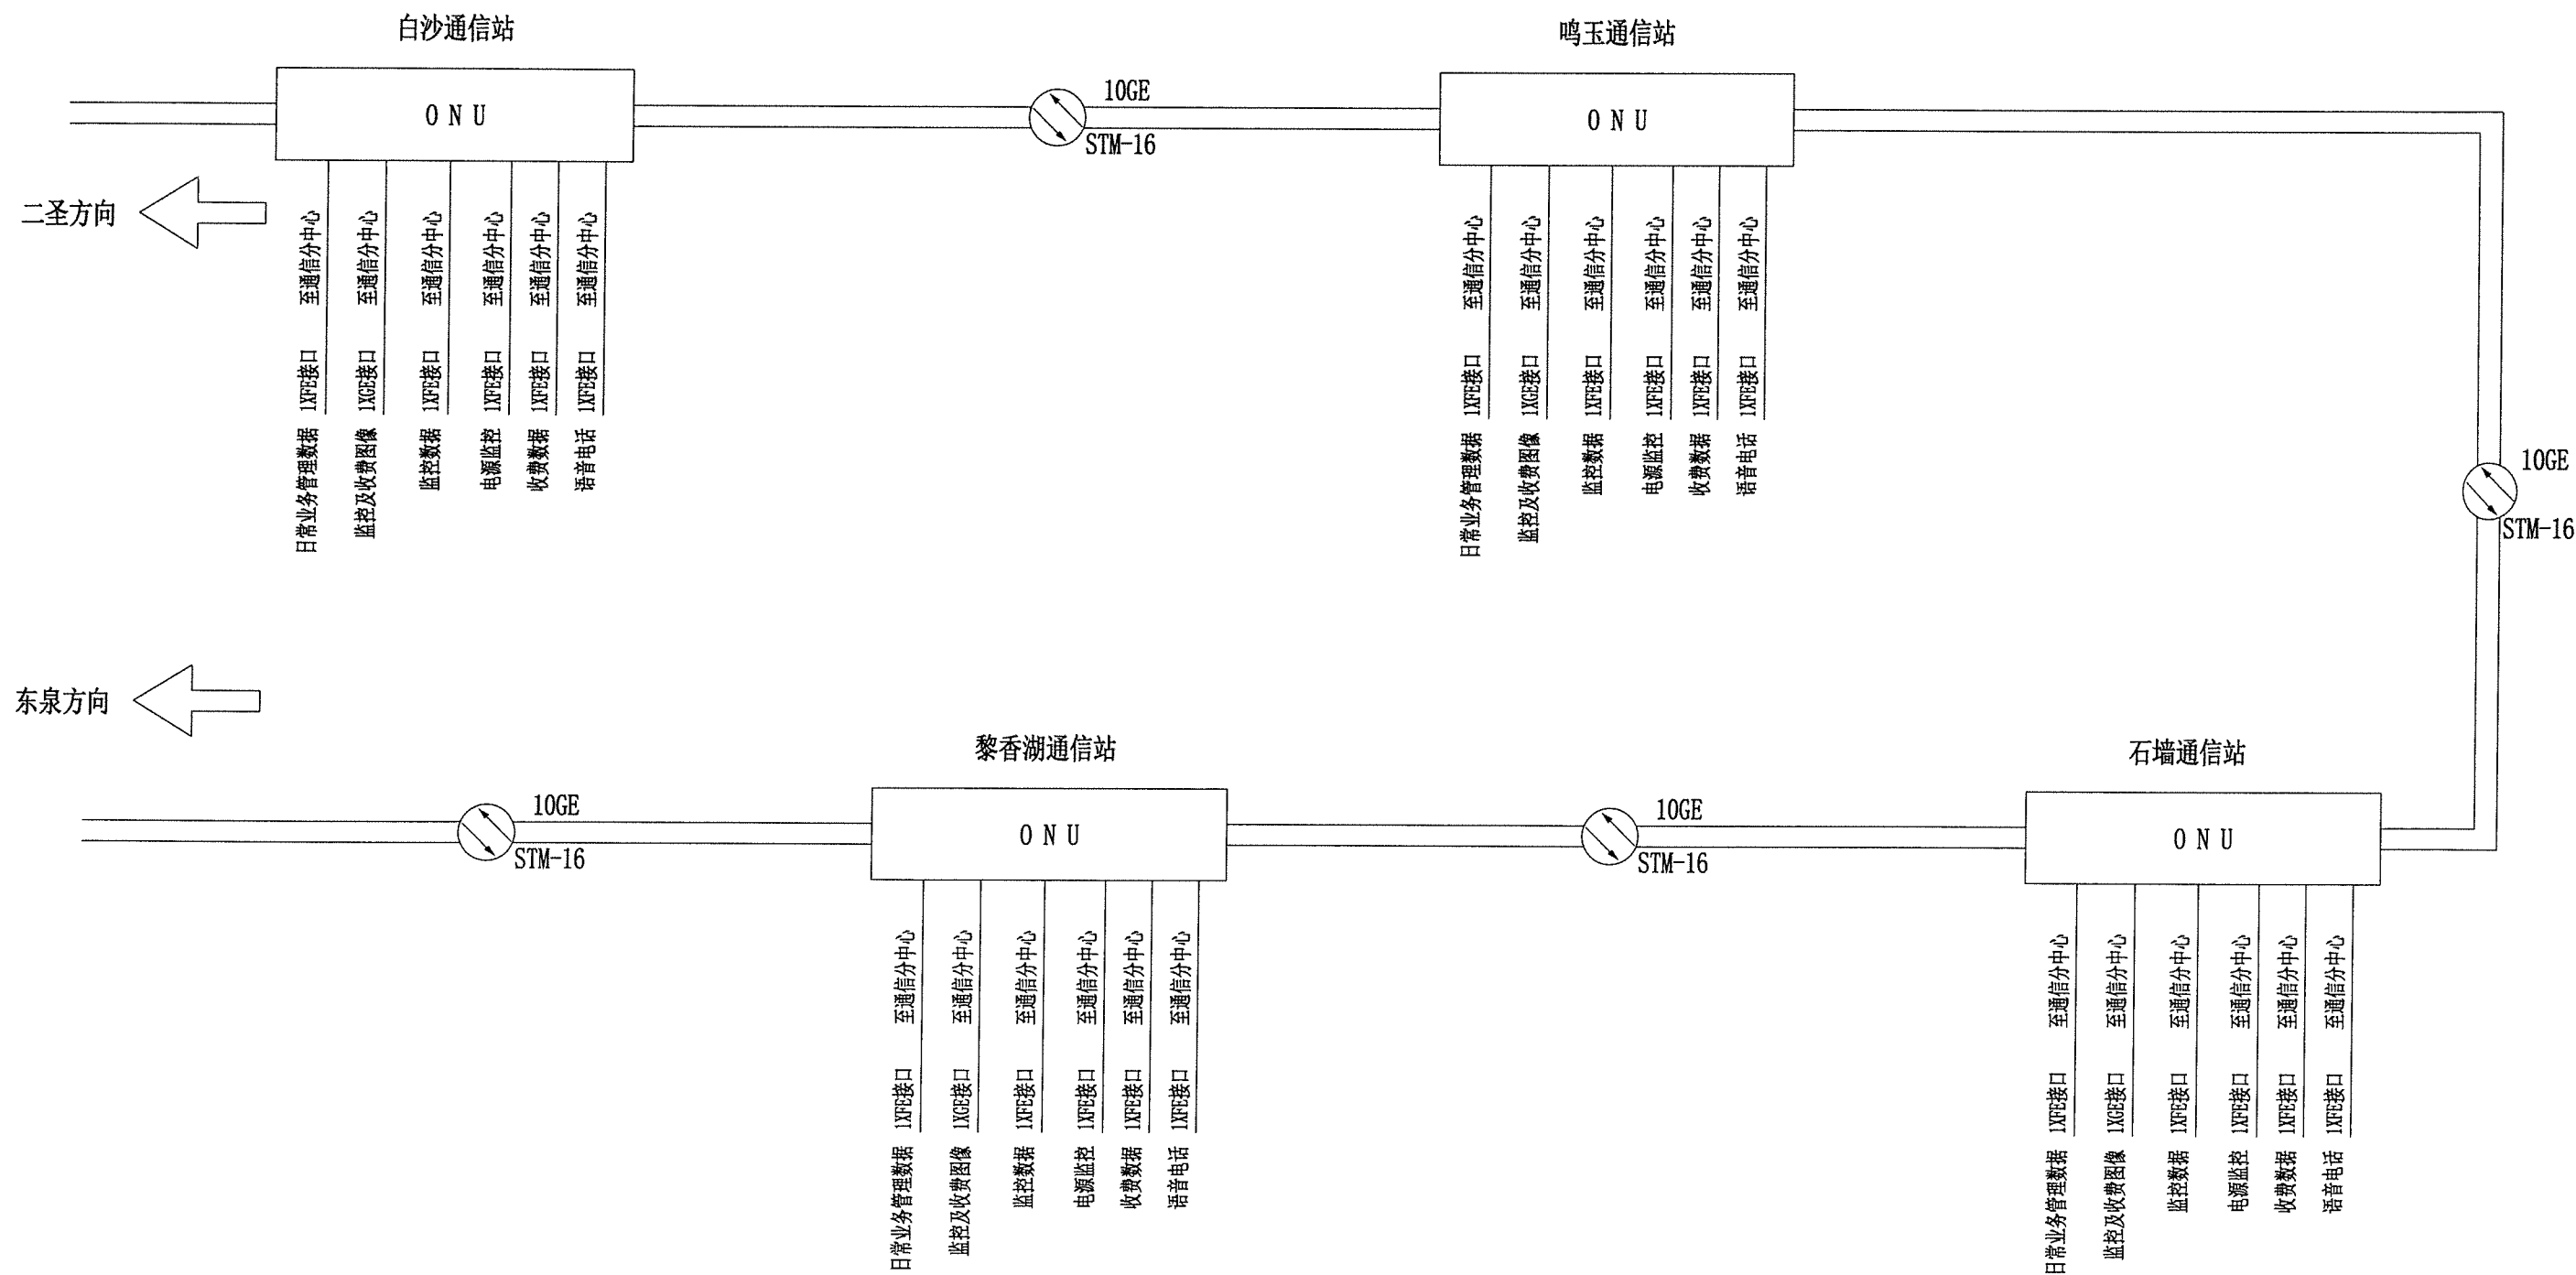 白沙通信站
鸣玉通信站
O N U
10GE
STM-16
O N U
二圣方向
日常业务管理数据 1XFE接口 至通信分中心
监控及收费图像 1XGE接口 至通信分中心
监控数据 1XFE接口 至通信分中心
电源监控 1XFE接口 至通信分中心
收费数据 1XFE接口 至通信分中心
语音电话 1XFE接口 至通信分中心
日常业务管理数据 1XFE接口 至通信分中心
监控及收费图像 1XGE接口 至通信分中心
监控数据 1XFE接口 至通信分中心
电源监控 1XFE接口 至通信分中心
收费数据 1XFE接口 至通信分中心
语音电话 1XFE接口 至通信分中心
10GE
STM-16
东泉方向
黎香湖通信站
石墙通信站
10GE
STM-16
O N U
10GE
STM-16
O N U
日常业务管理数据 1XFE接口 至通信分中心
监控及收费图像 1XGE接口 至通信分中心
监控数据 1XFE接口 至通信分中心
电源监控 1XFE接口 至通信分中心
收费数据 1XFE接口 至通信分中心
语音电话 1XFE接口 至通信分中心
日常业务管理数据 1XFE接口 至通信分中心
监控及收费图像 1XGE接口 至通信分中心
监控数据 1XFE接口 至通信分中心
电源监控 1XFE接口 至通信分中心
收费数据 1XFE接口 至通信分中心
语音电话 1XFE接口 至通信分中心